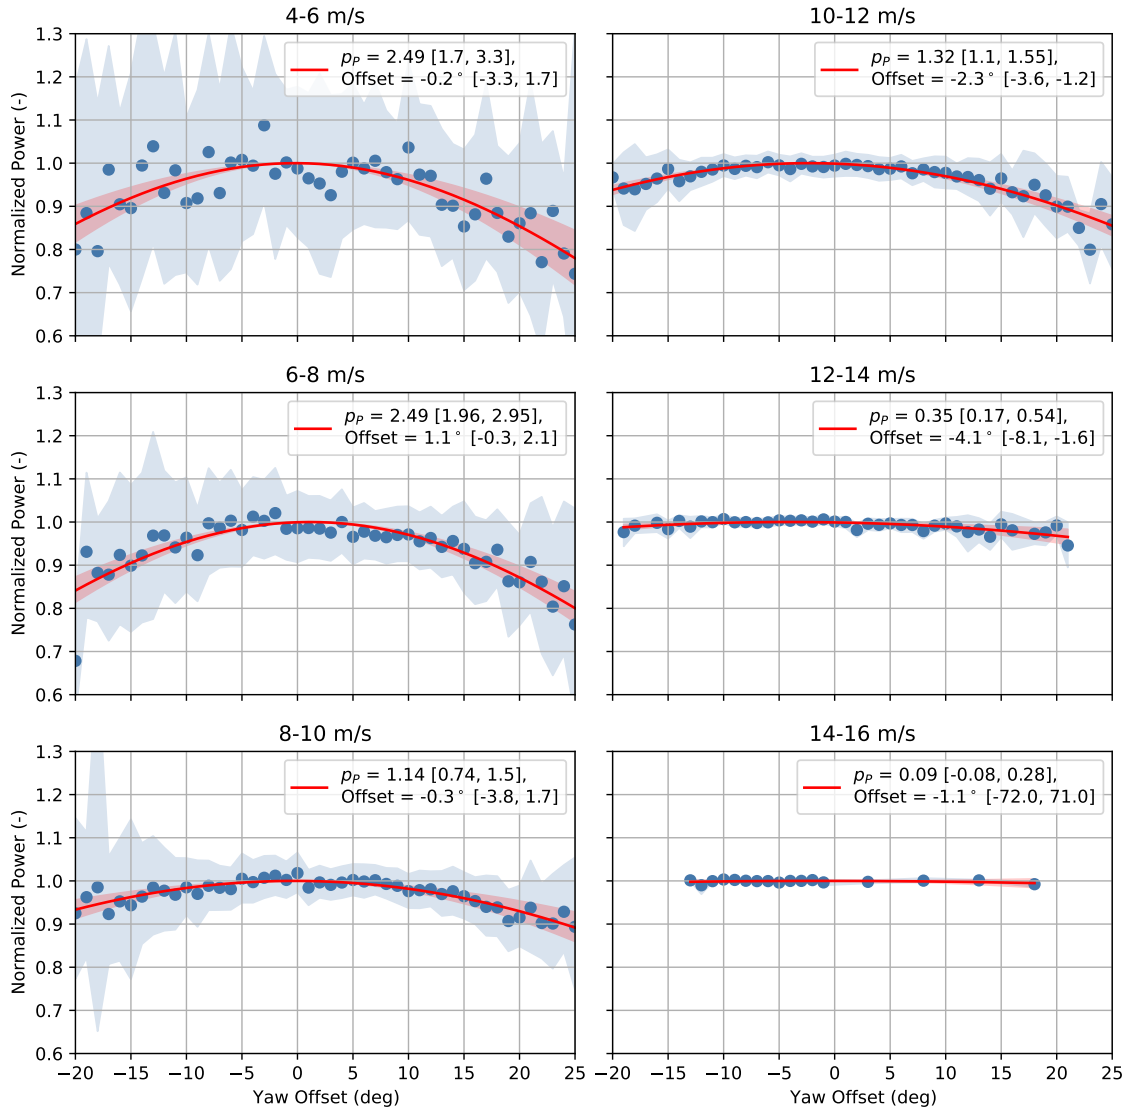 4-6 m/s
1.3
1.2
1.1
1.0
0.9
0.8
0.7
0.6
Normalized Power (-)
p_P = 2.49 [1.7, 3.3],
Offset = -0.2° [-3.3, 1.7]
10-12 m/s
p_P = 1.32 [1.1, 1.55],
Offset = -2.3° [-3.6, -1.2]
6-8 m/s
1.3
1.2
1.1
1.0
0.9
0.8
0.7
0.6
Normalized Power (-)
p_P = 2.49 [1.96, 2.95],
Offset = 1.1° [-0.3, 2.1]
12-14 m/s
p_P = 0.35 [0.17, 0.54],
Offset = -4.1° [-8.1, -1.6]
8-10 m/s
1.3
1.2
1.1
1.0
0.9
0.8
0.7
0.6
Normalized Power (-)
p_P = 1.14 [0.74, 1.5],
Offset = -0.3° [-3.8, 1.7]
−20 −15 −10 −5 0 5 10 15 20 25
Yaw Offset (deg)
14-16 m/s
p_P = 0.09 [-0.08, 0.28],
Offset = -1.1° [-72.0, 71.0]
−20 −15 −10 −5 0 5 10 15 20 25
Yaw Offset (deg)